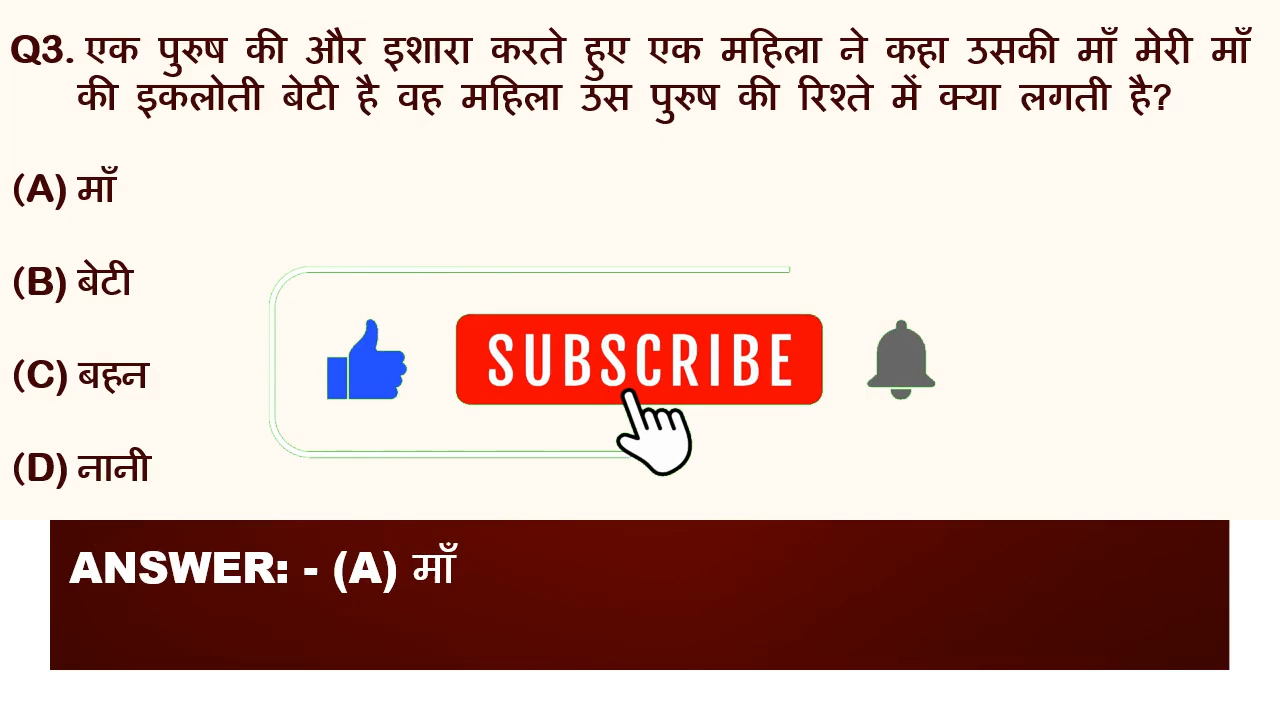 Q3. एक पुरुष की और इशारा करते हुए एक महिला ने कहा उसकी माँ मेरी माँ
की इकलोती बेटी है वह महिला उस पुरुष की रिश्ते में क्या लगती है?
(A) माँ
(B) बेटी
(C) बहन
(D) नानी
SUBSCRIBE
ANSWER: - (A) माँ